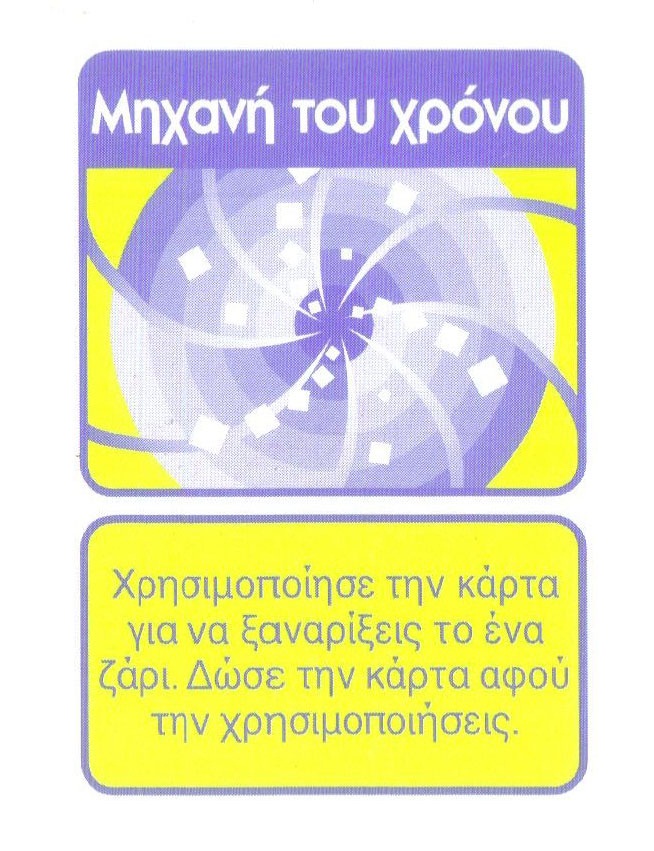 Μηχανή του χρόνου
Χρησιμοποίησε την κάρτα
για να ξαναρίξεις το ένα
ζάρι. Δώσε την κάρτα αφού
την χρησιμοποιήσεις.